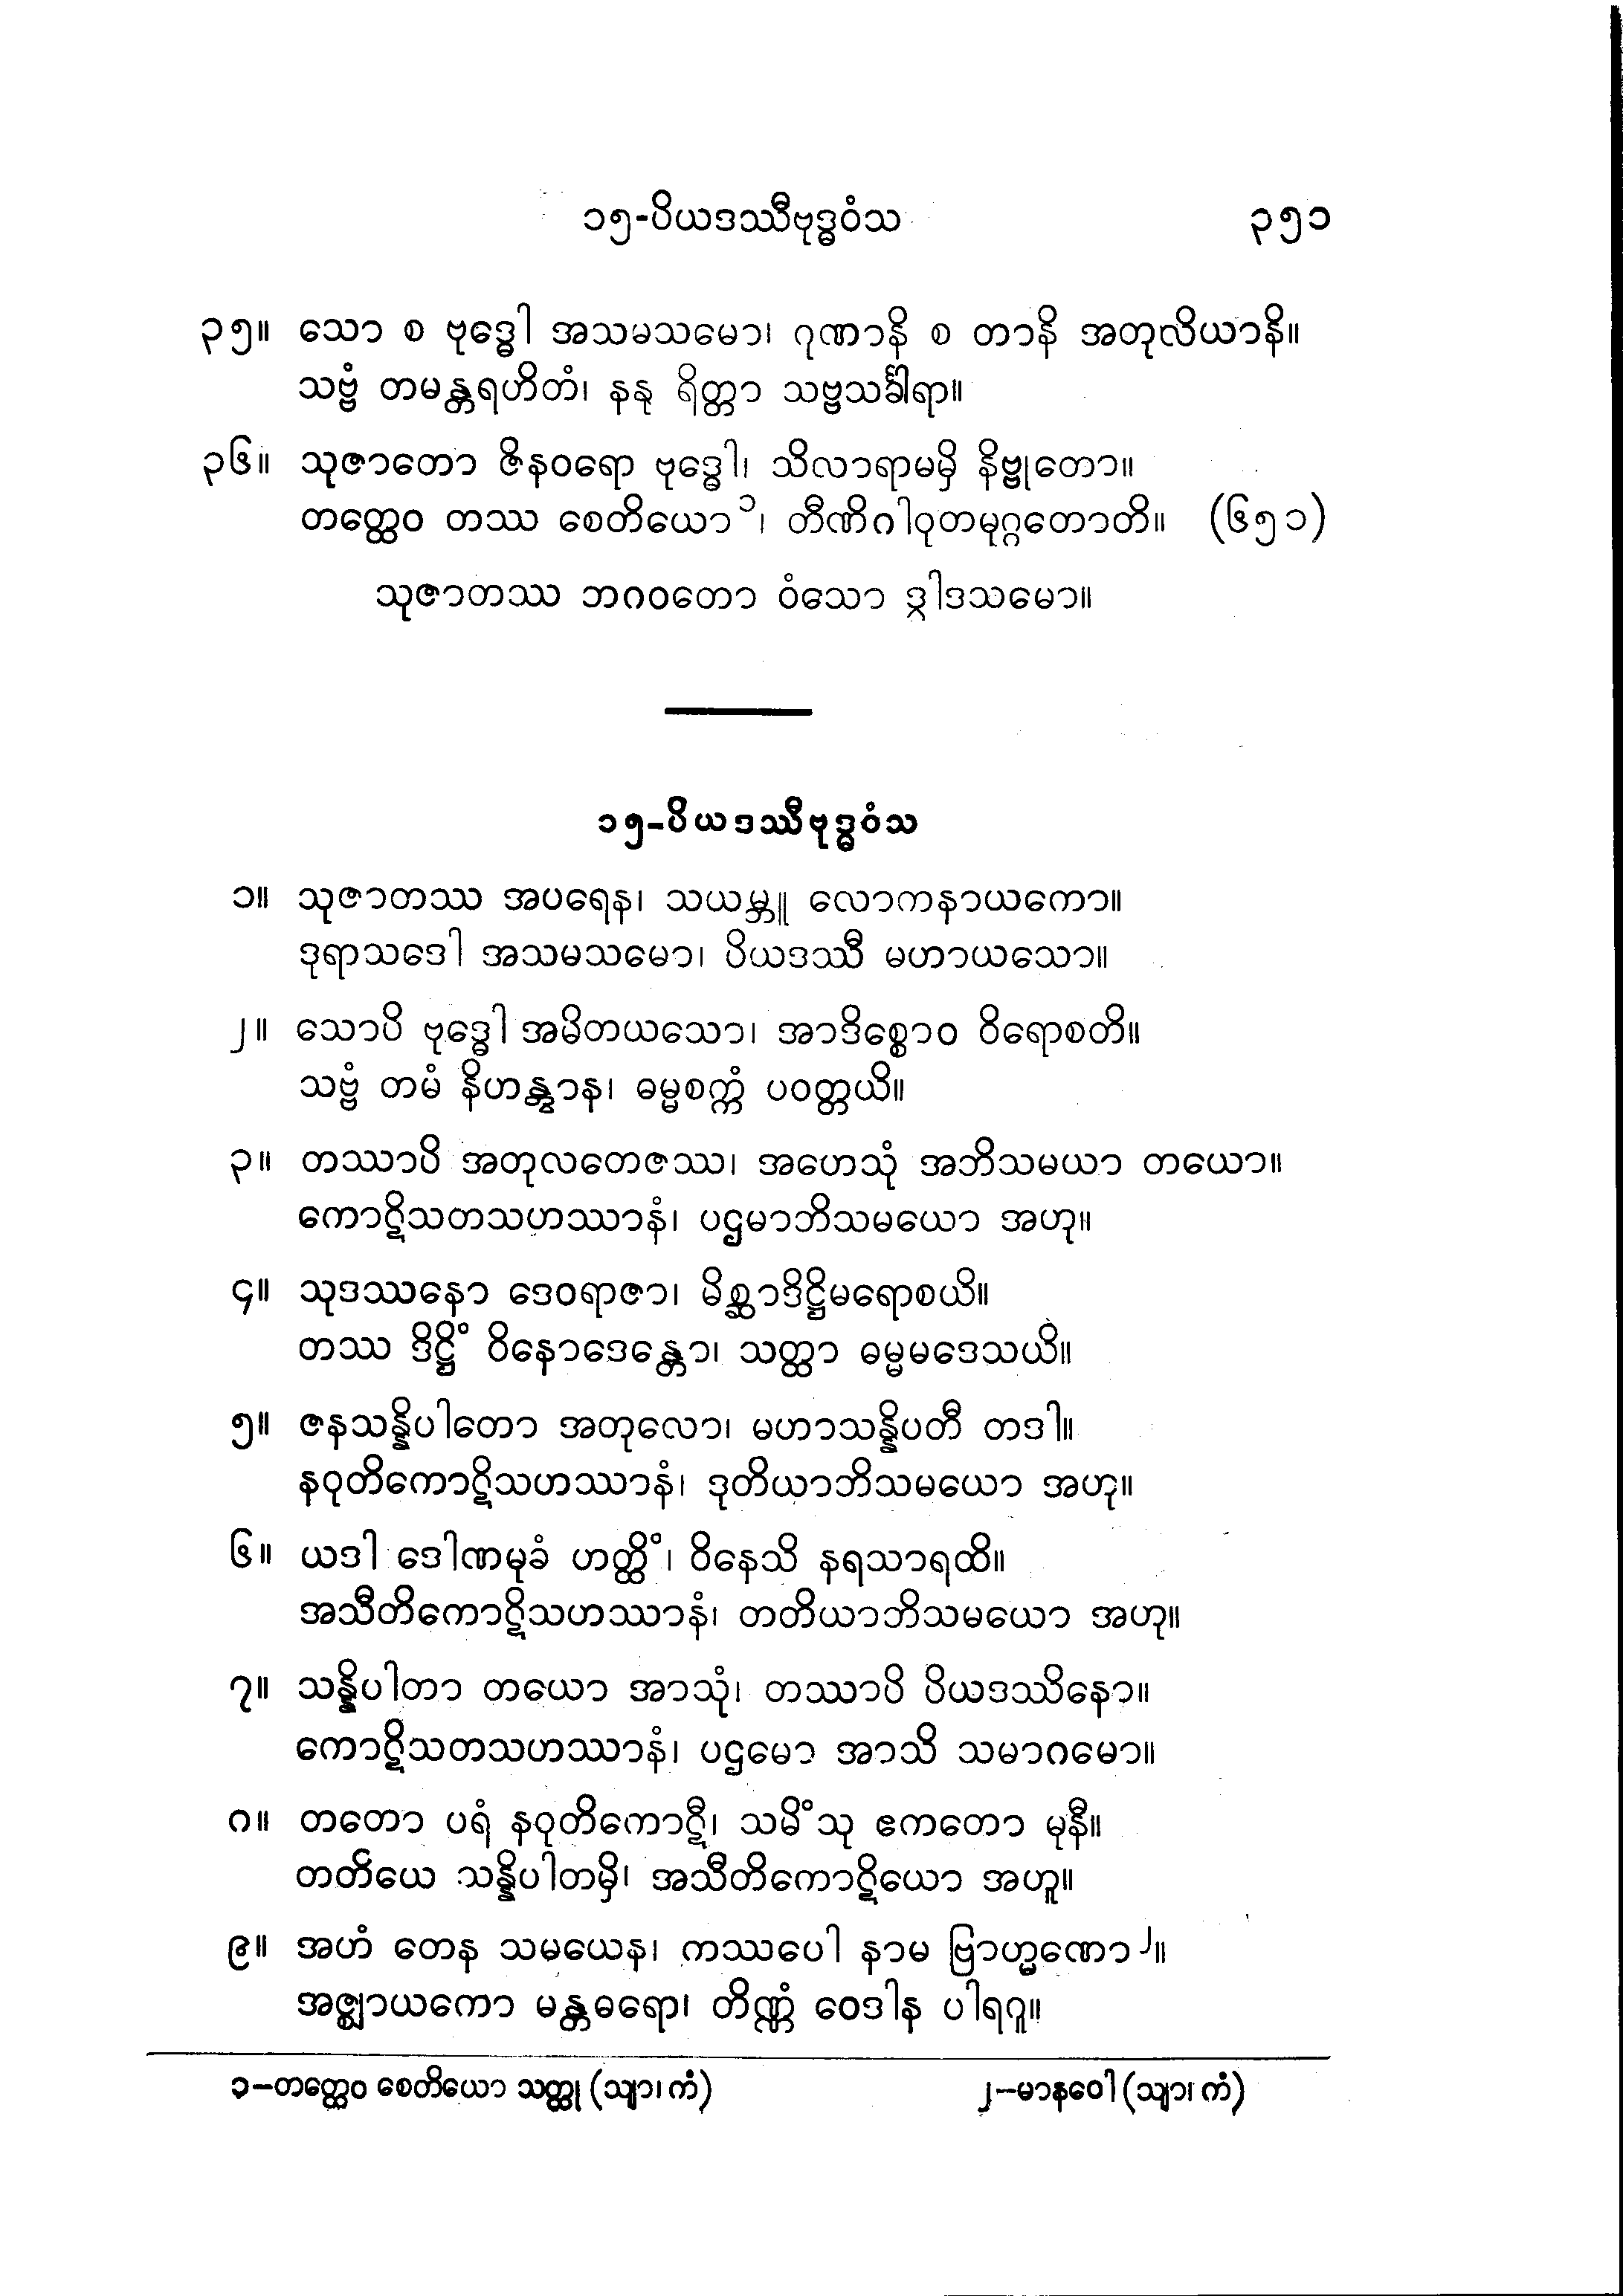 ၁၅-ပိယဒဿီဗုဒ္ဓဝံသ ၃၅၁
၃၅။ သော စ ဗုဒ္ဓေါ အသမသမော၊ ဂုဏာနိ စ တာနိ အတုလိယာနိ။
သဗ္ဗံ တမန္တရဟိတံ၊ နနု ရိတ္တာ သဗ္ဗသင်္ခါရာ။
၃၆။ သုဇာတော ဇိနဝရော ဗုဒ္ဓေါ၊ သိလာရာမမှိ နိဗ္ဗုတော။
တတ္ထေဝ တဿ စေတိယော ၁၊ တီဏိဂါဝုတမုဂ္ဂတောတိ။ (၆၅၁)
သုဇာတဿ ဘဂဝတော ဝံသော ဒွါဒသမော။
၁၅-ပိယဒဿီဗုဒ္ဓဝံသ
၁။ သုဇာတဿ အပရေန၊ သယမ္ဘူ လောကနာယကော။
ဒုရာသဒေါ အသမသမော၊ ပိယဒဿီ မဟာယသော။
၂။ သောပိ ဗုဒ္ဓေါ အမိတယသော၊ အာဒိစ္စောဝ ဝိရောစတိ။
သဗ္ဗံ တမံ နိဟန္တွာန၊ ဓမ္မစက္ကံ ပဝတ္တယိ။
၃။ တဿာပိ အတုလတေဇဿ၊ အဟေသုံ အဘိသမယာ တယော။
ကောဋိသတသဟဿာနံ၊ ပဌမာဘိသမယော အဟု။
၄။ သုဒဿနော ဒေဝရာဇာ၊ မိစ္ဆာဒိဋ္ဌိမရောစယိ။
တဿ ဒိဋ္ဌိံ ဝိနောဒေန္တော၊ သတ္ထာ ဓမ္မမဒေသယိ။
၅။ ဇနသန္နိပါတော အတုလော၊ မဟာသန္နိပတီ တဒါ။
နဝုတိကောဋိသဟဿာနံ၊ ဒုတိယာဘိသမယော အဟု။
၆။ ယဒါ ဒေါဏမုခံ ဟတ္ထိံ၊ ဝိနေသိ နရသာရထိ။
အသီတိကောဋိသဟဿာနံ၊ တတိယာဘိသမယော အဟု။
၇။ သန္နိပါတာ တယော အာသုံ၊ တဿာပိ ပိယဒဿိနော။
ကောဋိသတသဟဿာနံ၊ ပဌမော အာသိ သမာဂမော။
၈။ တတော ပရံ နဝုတိကောဋီ၊ သမိံသု ဧကတော မုနီ။
တတိယေ သန္နိပါတမှိ၊ အသီတိကောဋိယော အဟူ။
၉။ အဟံ တေန သမယေန၊ ကဿပေါ နာမ ဗြာဟ္မဏော ၂။
အဇ္ဈာယကော မန္တဓရော၊ တိဏ္ဏံ ဝေဒါန ပါရဂူ။
၁–တတ္ထေဝ စေတိယော သတ္ထု (သျာ၊ ကံ) ၂–မာနဝေါ (သျာ၊ ကံ)